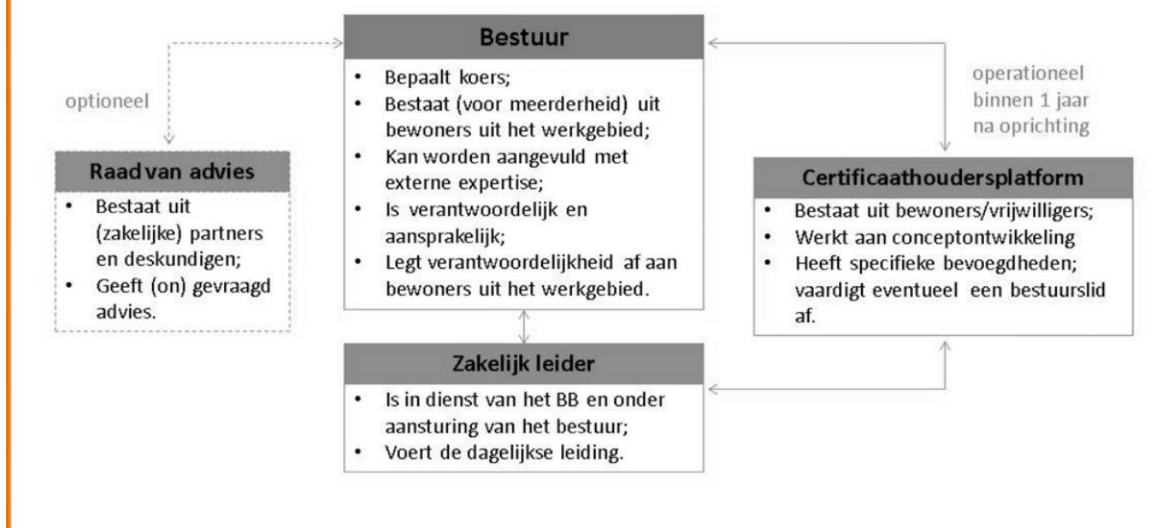 Bestuur
• Bepaalt koers;
• Bestaat (voor meerderheid) uit
bewoners uit het werkgebied;
• Kan worden aangevuld met
externe expertise;
• Is verantwoordelijk en
aansprakelijk;
• Legt verantwoordelijkheid af aan
bewoners uit het werkgebied.
optioneel
Raad van advies
• Bestaat uit
(zakelijke) partners
en deskundigen;
• Geeft (on) gevraagd
advies.
operationeel
binnen 1 jaar
na oprichting
Certificaathoudersplatform
• Bestaat uit bewoners/vrijwilligers;
• Werkt aan conceptontwikkeling
• Heeft specifieke bevoegdheden;
vaardigt eventueel een bestuurslid
af.
Zakelijk leider
• Is in dienst van het BB en onder
aansturing van het bestuur;
• Voert de dagelijkse leiding.